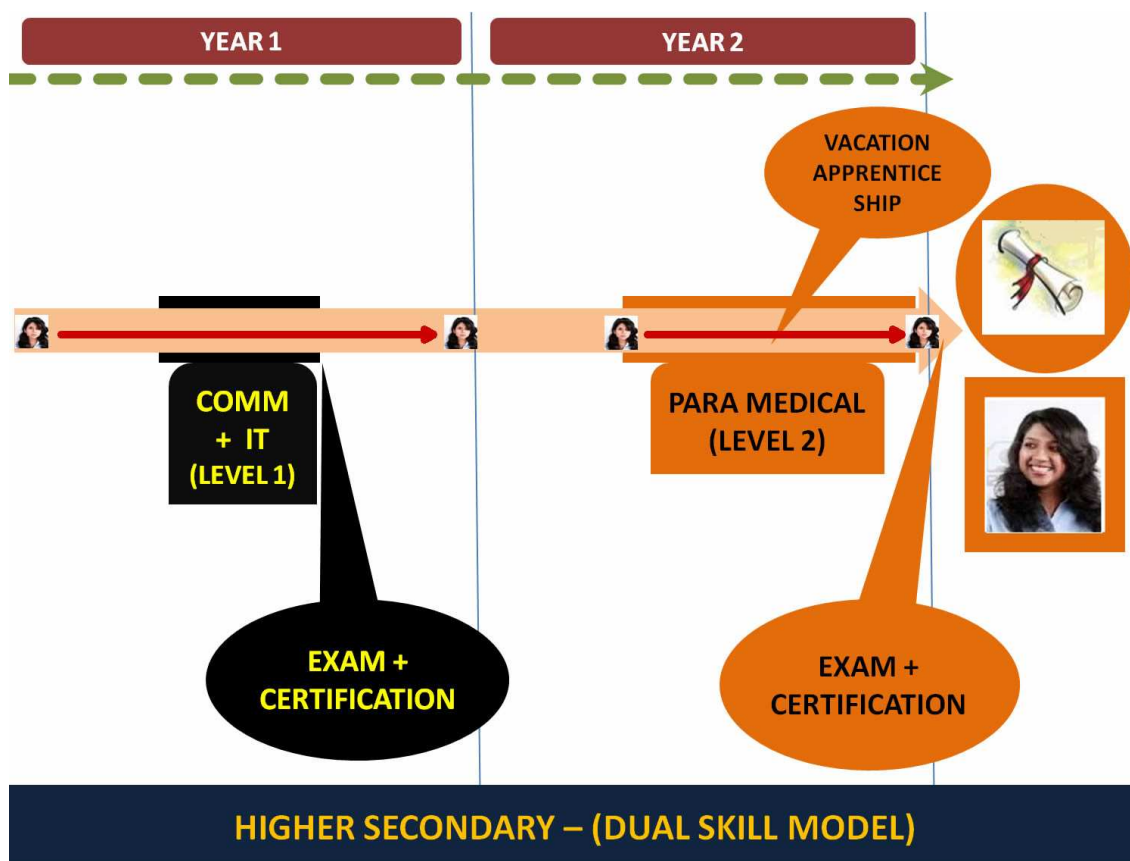 YEAR 1
YEAR 2
VACATION
APPRENTICE
SHIP
COMM
+ IT
(LEVEL 1)
PARA MEDICAL
(LEVEL 2)
EXAM +
CERTIFICATION
EXAM +
CERTIFICATION
HIGHER SECONDARY – (DUAL SKILL MODEL)